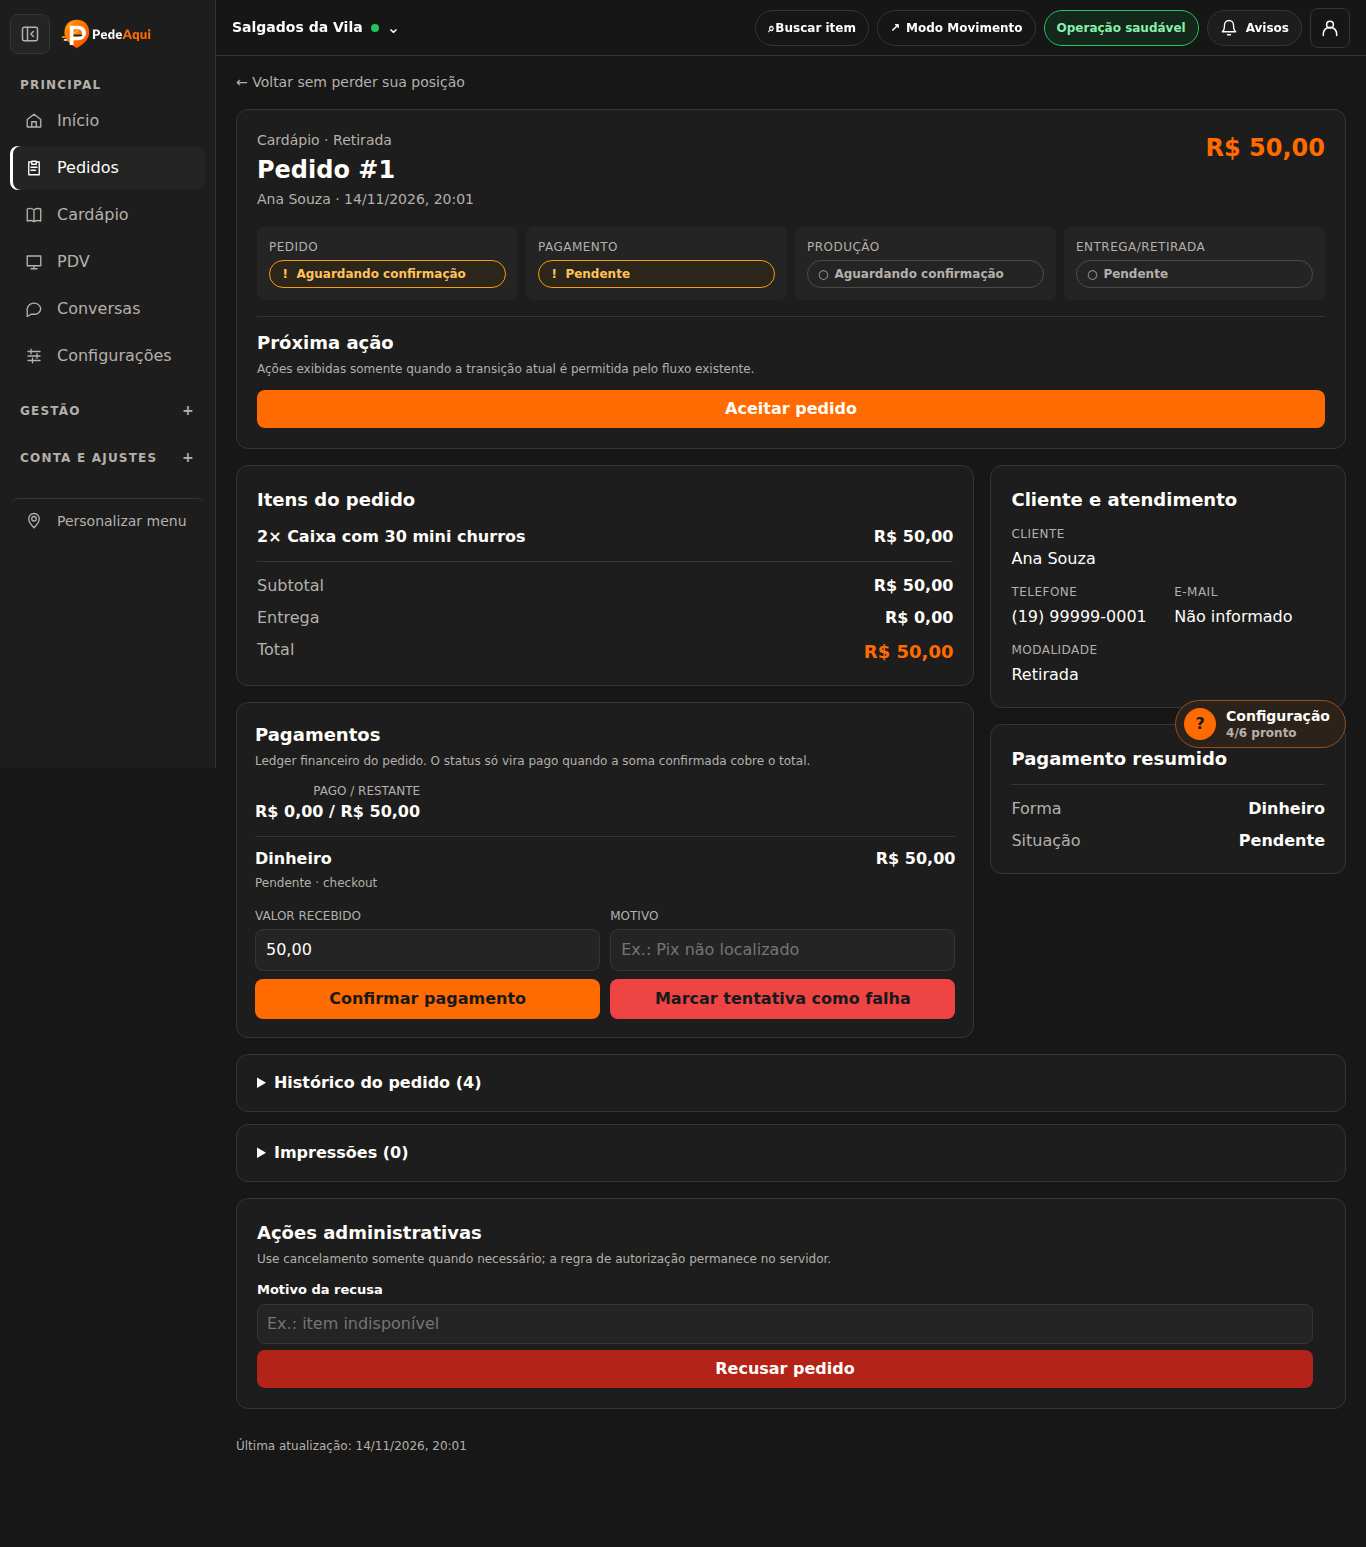 PedeAqui
PRINCIPAL
Início
Pedidos
Cardápio
PDV
Conversas
Configurações
GESTÃO +
CONTA E AJUSTES +
Personalizar menu
Salgados da Vila
Buscar item
↗ Modo Movimento
Operação saudável
Avisos
← Voltar sem perder sua posição
Cardápio · Retirada
R$ 50,00
Pedido #1
Ana Souza · 14/11/2026, 20:01
PEDIDO
! Aguardando confirmação
PAGAMENTO
! Pendente
PRODUÇÃO
○ Aguardando confirmação
ENTREGA/RETIRADA
○ Pendente
Próxima ação
Ações exibidas somente quando a transição atual é permitida pelo fluxo existente.
Aceitar pedido
Itens do pedido
2× Caixa com 30 mini churros R$ 50,00
Subtotal R$ 50,00
Entrega R$ 0,00
Total R$ 50,00
Cliente e atendimento
CLIENTE
Ana Souza
TELEFONE E-MAIL
(19) 99999-0001 Não informado
MODALIDADE
Retirada
? Configuração
4/6 pronto
Pagamentos
Ledger financeiro do pedido. O status só vira pago quando a soma confirmada cobre o total.
PAGO / RESTANTE
R$ 0,00 / R$ 50,00
Dinheiro R$ 50,00
Pendente · checkout
VALOR RECEBIDO MOTIVO
50,00 Ex.: Pix não localizado
Confirmar pagamento Marcar tentativa como falha
Pagamento resumido
Forma Dinheiro
Situação Pendente
Histórico do pedido (4)
Impressões (0)
Ações administrativas
Use cancelamento somente quando necessário; a regra de autorização permanece no servidor.
Motivo da recusa
Ex.: item indisponível
Recusar pedido
Última atualização: 14/11/2026, 20:01